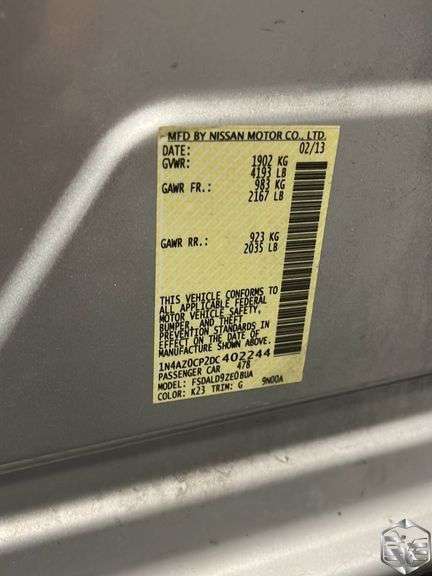 MFD BY NISSAN MOTOR CO., LTD.
DATE: 02/13
GVWR: 1902 KG
4193 LB
GAWR FR.: 983 KG
2167 LB
GAWR RR.: 923 KG
2035 LB
THIS VEHICLE CONFORMS TO
ALL APPLICABLE FEDERAL
MOTOR VEHICLE SAFETY,
BUMPER, AND THEFT
PREVENTION STANDARDS IN
EFFECT ON THE DATE OF
MANUFACTURE SHOWN ABOVE.
1N4AZ0CP2DC402244
PASSENGER CAR 478
MODEL: FSDALD9ZE0BUA
COLOR: K23 TRIM: G 9N00A